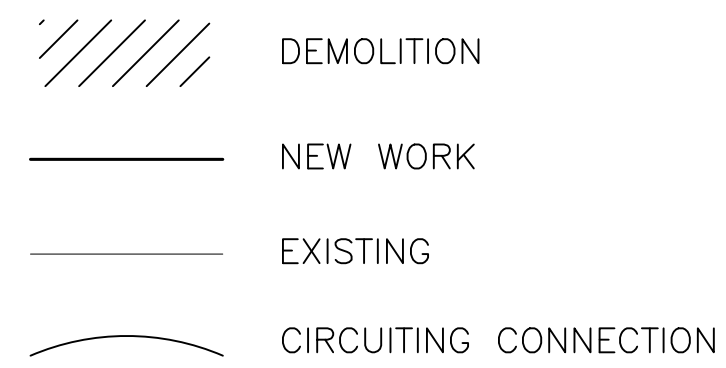 DEMOLITION
NEW WORK
EXISTING
CIRCUITING CONNECTION